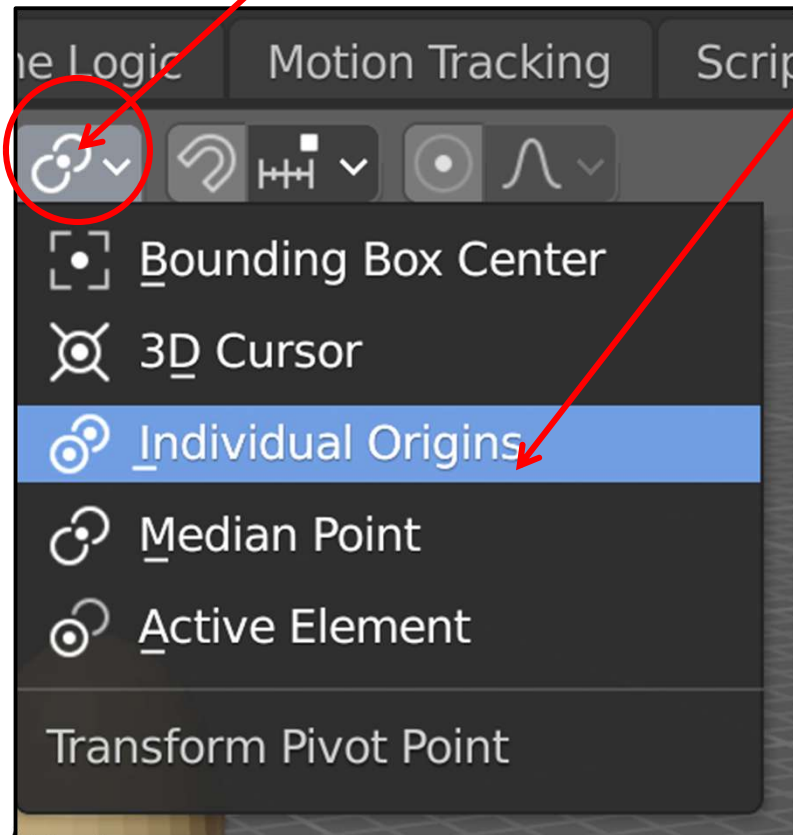 ne Logic Motion Tracking Scrip
Bounding Box Center
3D Cursor
Individual Origins
Median Point
Active Element
Transform Pivot Point